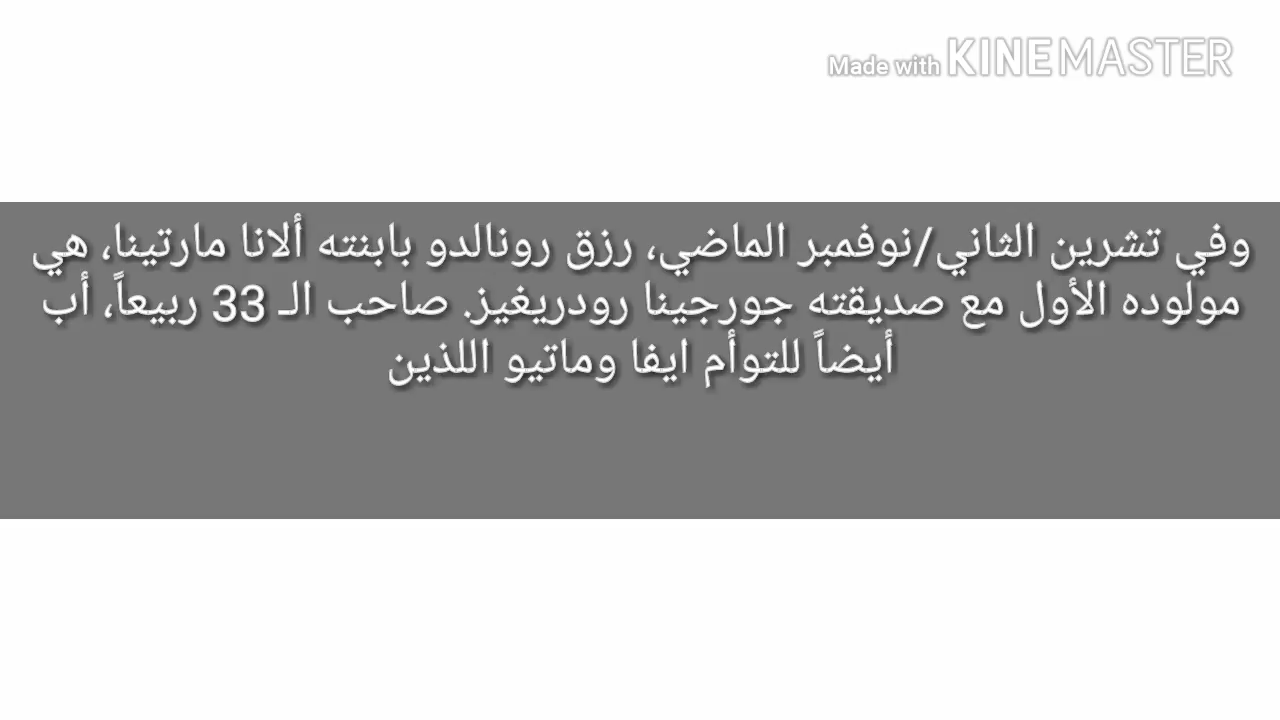 Made with KINEMASTER
وفي تشرين الثاني/نوفمبر الماضي، رزق رونالدو بابنته ألانا مارتينا، هي
مولوده الأول مع صديقته جورجينا رودريغيز. صاحب الـ 33 ربيعاً، أب
أيضاً للتوأم ايفا وماتيو اللذين